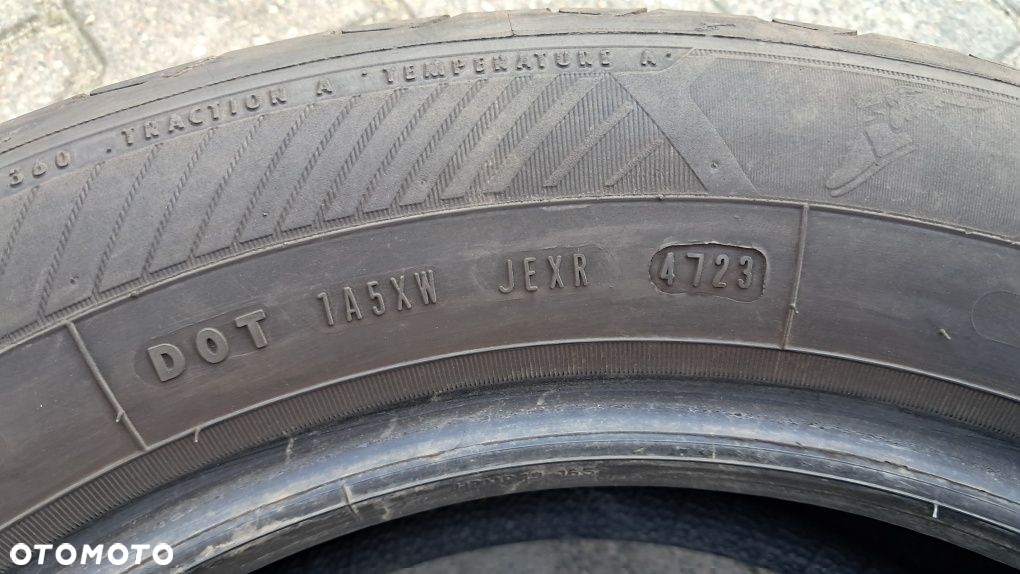 360 TRACTION A TEMPERATURE A
DOT 1A5XW JEXR 4723
OTOMOTO